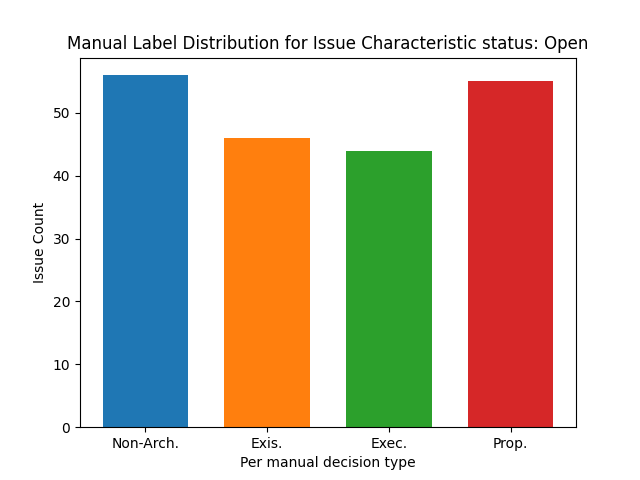 Manual Label Distribution for Issue Characteristic status: Open
Issue Count
50
40
30
20
10
0
Non-Arch.
Exis.
Exec.
Prop.
Per manual decision type